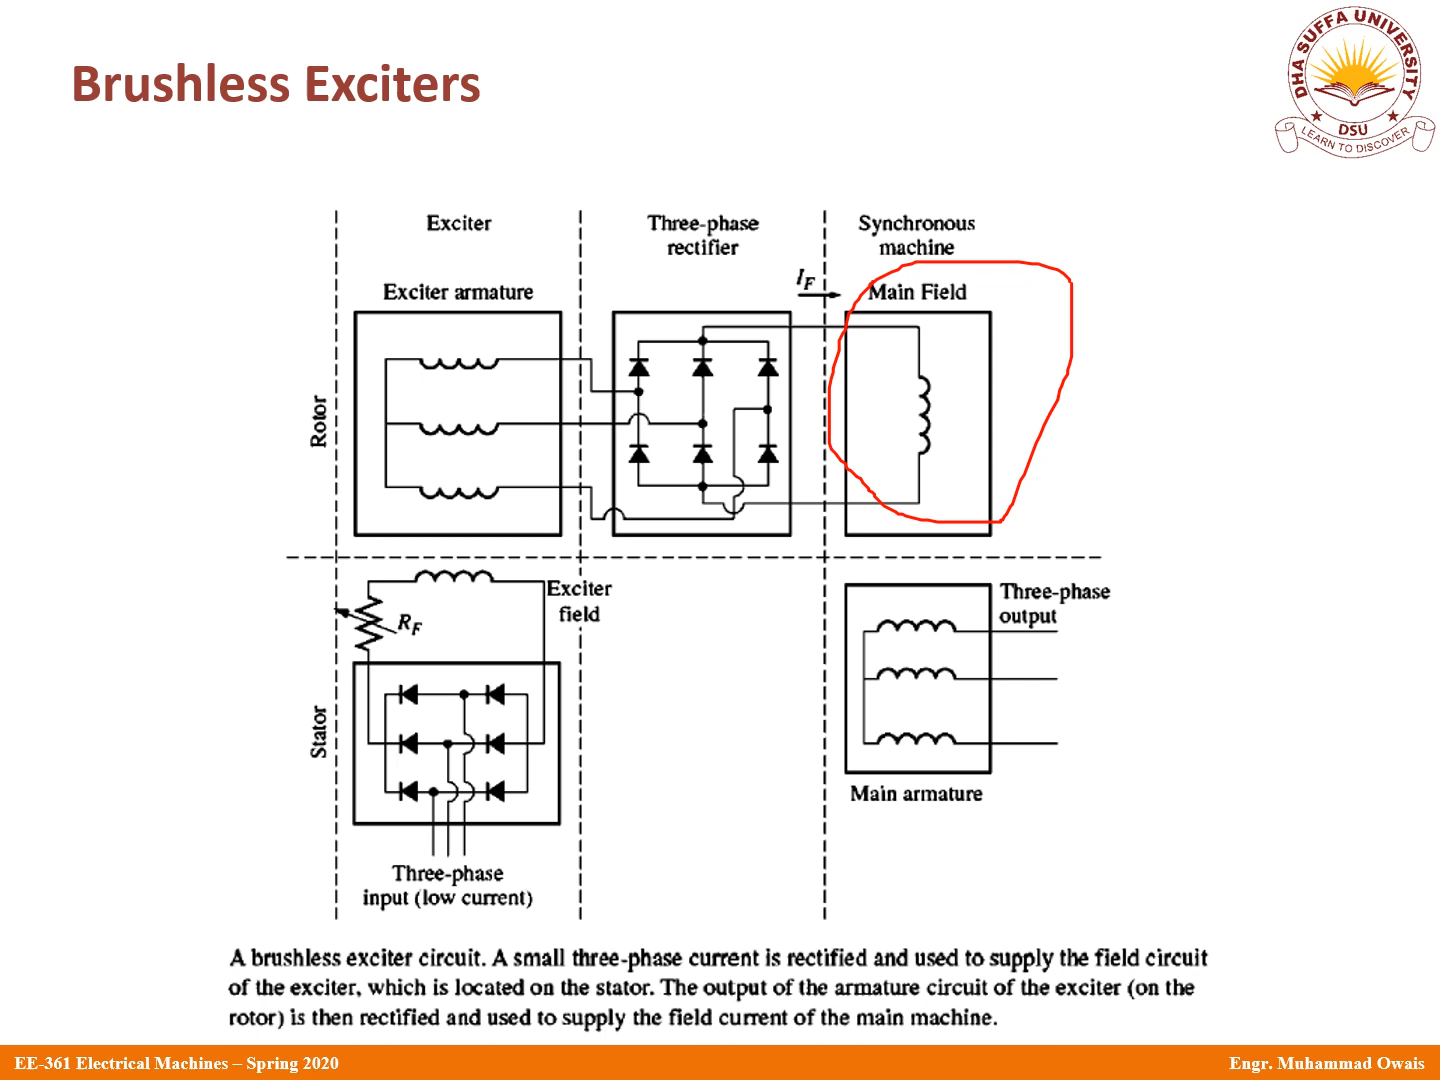 Brushless Exciters
DHA SUFFA UNIVERSITY
DSU
LEARN TO DISCOVER
Exciter
Three-phase
rectifier
Synchronous
machine
Exciter armature
I_F
Main Field
Rotor
Exciter
field
R_F
Three-phase
output
Stator
Main armature
Three-phase
input (low current)
A brushless exciter circuit. A small three-phase current is rectified and used to supply the field circuit
of the exciter, which is located on the stator. The output of the armature circuit of the exciter (on the
rotor) is then rectified and used to supply the field current of the main machine.
EE-361 Electrical Machines – Spring 2020
Engr. Muhammad Owais